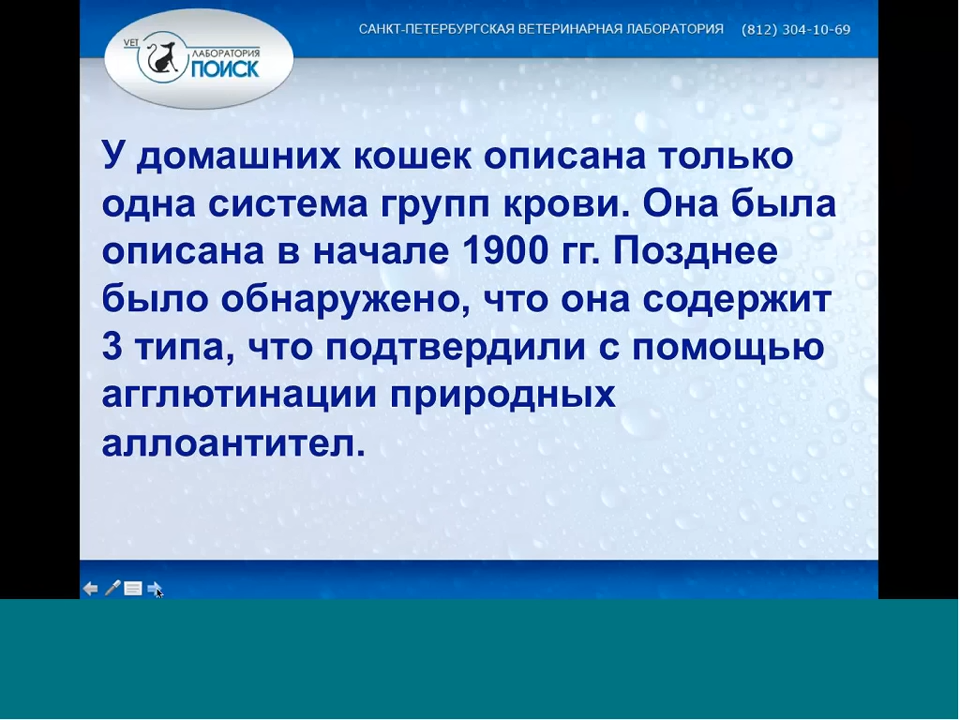 VET
ЛАБОРАТОРИЯ
ПОИСК
САНКТ-ПЕТЕРБУРГСКАЯ ВЕТЕРИНАРНАЯ ЛАБОРАТОРИЯ (812) 304-10-69
У домашних кошек описана только
одна система групп крови. Она была
описана в начале 1900 гг. Позднее
было обнаружено, что она содержит
3 типа, что подтвердили с помощью
агглютинации природных
аллоантител.